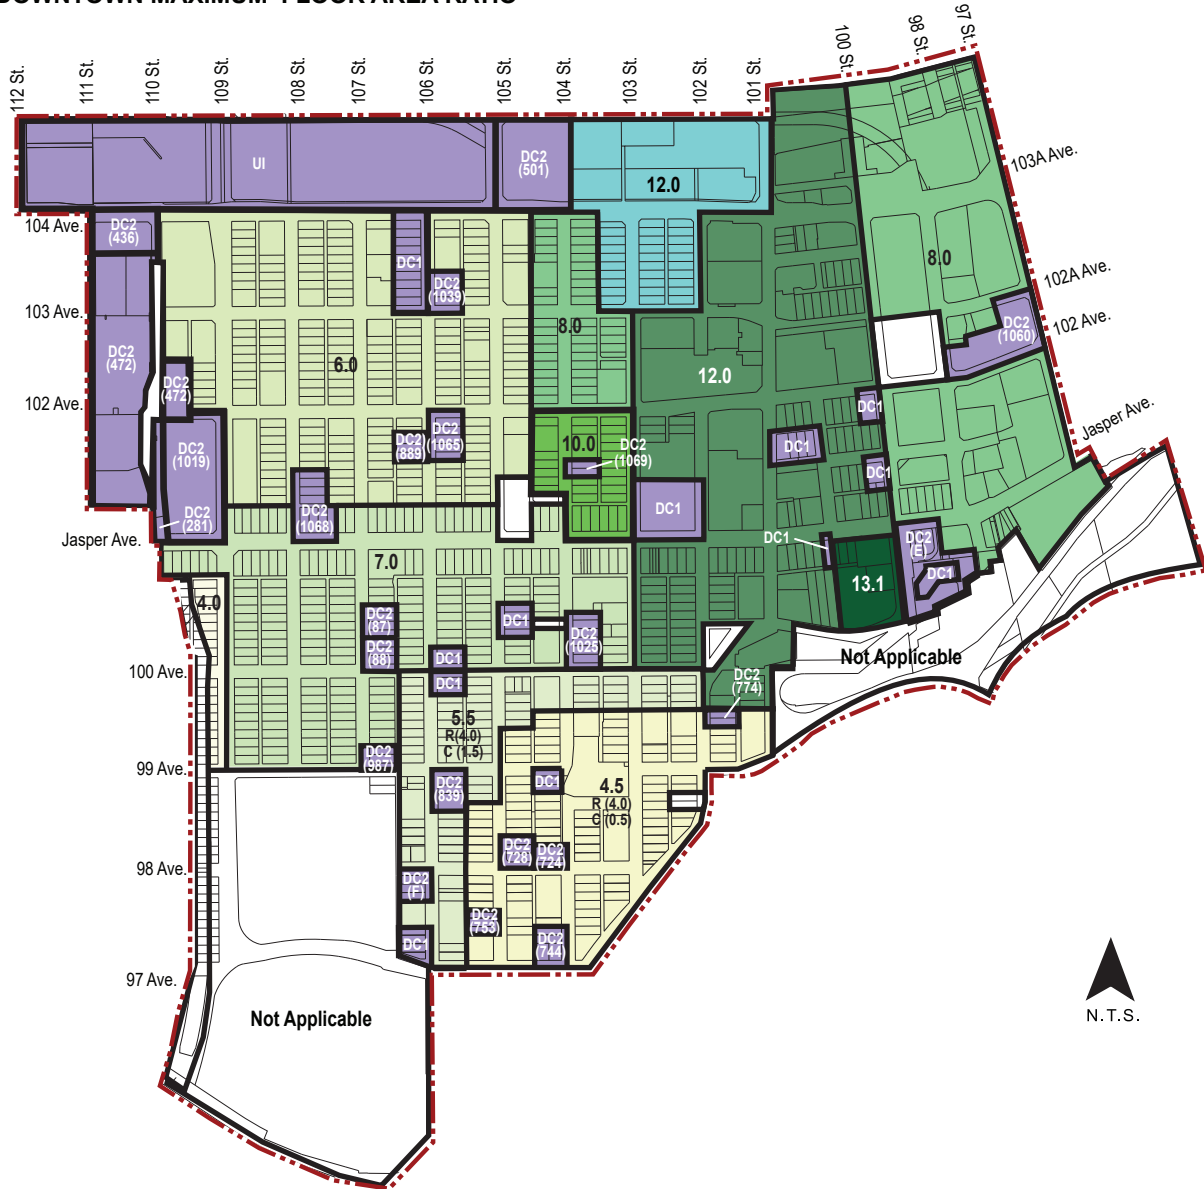 DOWNTOWN MAXIMUM FLOOR AREA RATIO
112 St.
111 St.
110 St.
109 St.
108 St.
107 St.
106 St.
105 St.
104 St.
103 St.
102 St.
101 St.
100 St.
98 St.
97 St.
103A Ave.
UI
DC2
(501)
12.0
104 Ave.
DC2
(436)
DC1
DC2
(1039)
8.0
102A Ave.
103 Ave.
DC2
(472)
6.0
8.0
12.0
DC2
(1060)
102 Ave.
DC2
(472)
102 Ave.
DC1
Jasper Ave.
DC2
(1019)
DC2
(889)
DC2
(1065)
10.0
DC2
(1069)
DC1
DC1
DC2
(281)
DC2
(1068)
DC1
Jasper Ave.
7.0
DC1
13.1
DC2
(E)
DC1
4.0
DC2
(87)
DC2
(88)
DC1
DC2
(1025)
DC1
Not Applicable
100 Ave.
DC1
DC2
(774)
5.5
R(4.0)
C (1.5)
DC2
(987)
99 Ave.
DC2
(839)
DC1
4.5
R (4.0)
C (0.5)
DC2
(728)
DC2
(724)
98 Ave.
DC2
(F)
DC2
(753)
DC1
DC2
(744)
97 Ave.
Not Applicable
N.T.S.